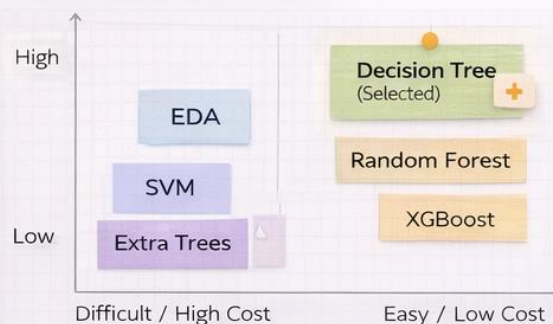 High
Decision Tree
(Selected)
EDA
Random Forest
SVM
XGBoost
Low
Extra Trees
Difficult / High Cost
Easy / Low Cost